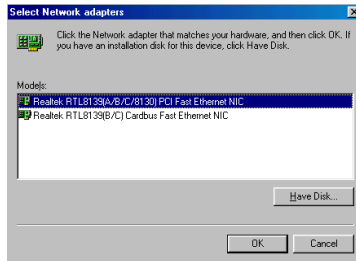 Select Network adapters
Click the Network adapter that matches your hardware, and then click OK. If
you have an installation disk for this device, click Have Disk.
Models:
Realtek RTL8139(A/B/C/8130) PCI Fast Ethernet NIC
Realtek RTL8139(B/C) Cardbus Fast Ethernet NIC
Have Disk...
OK
Cancel